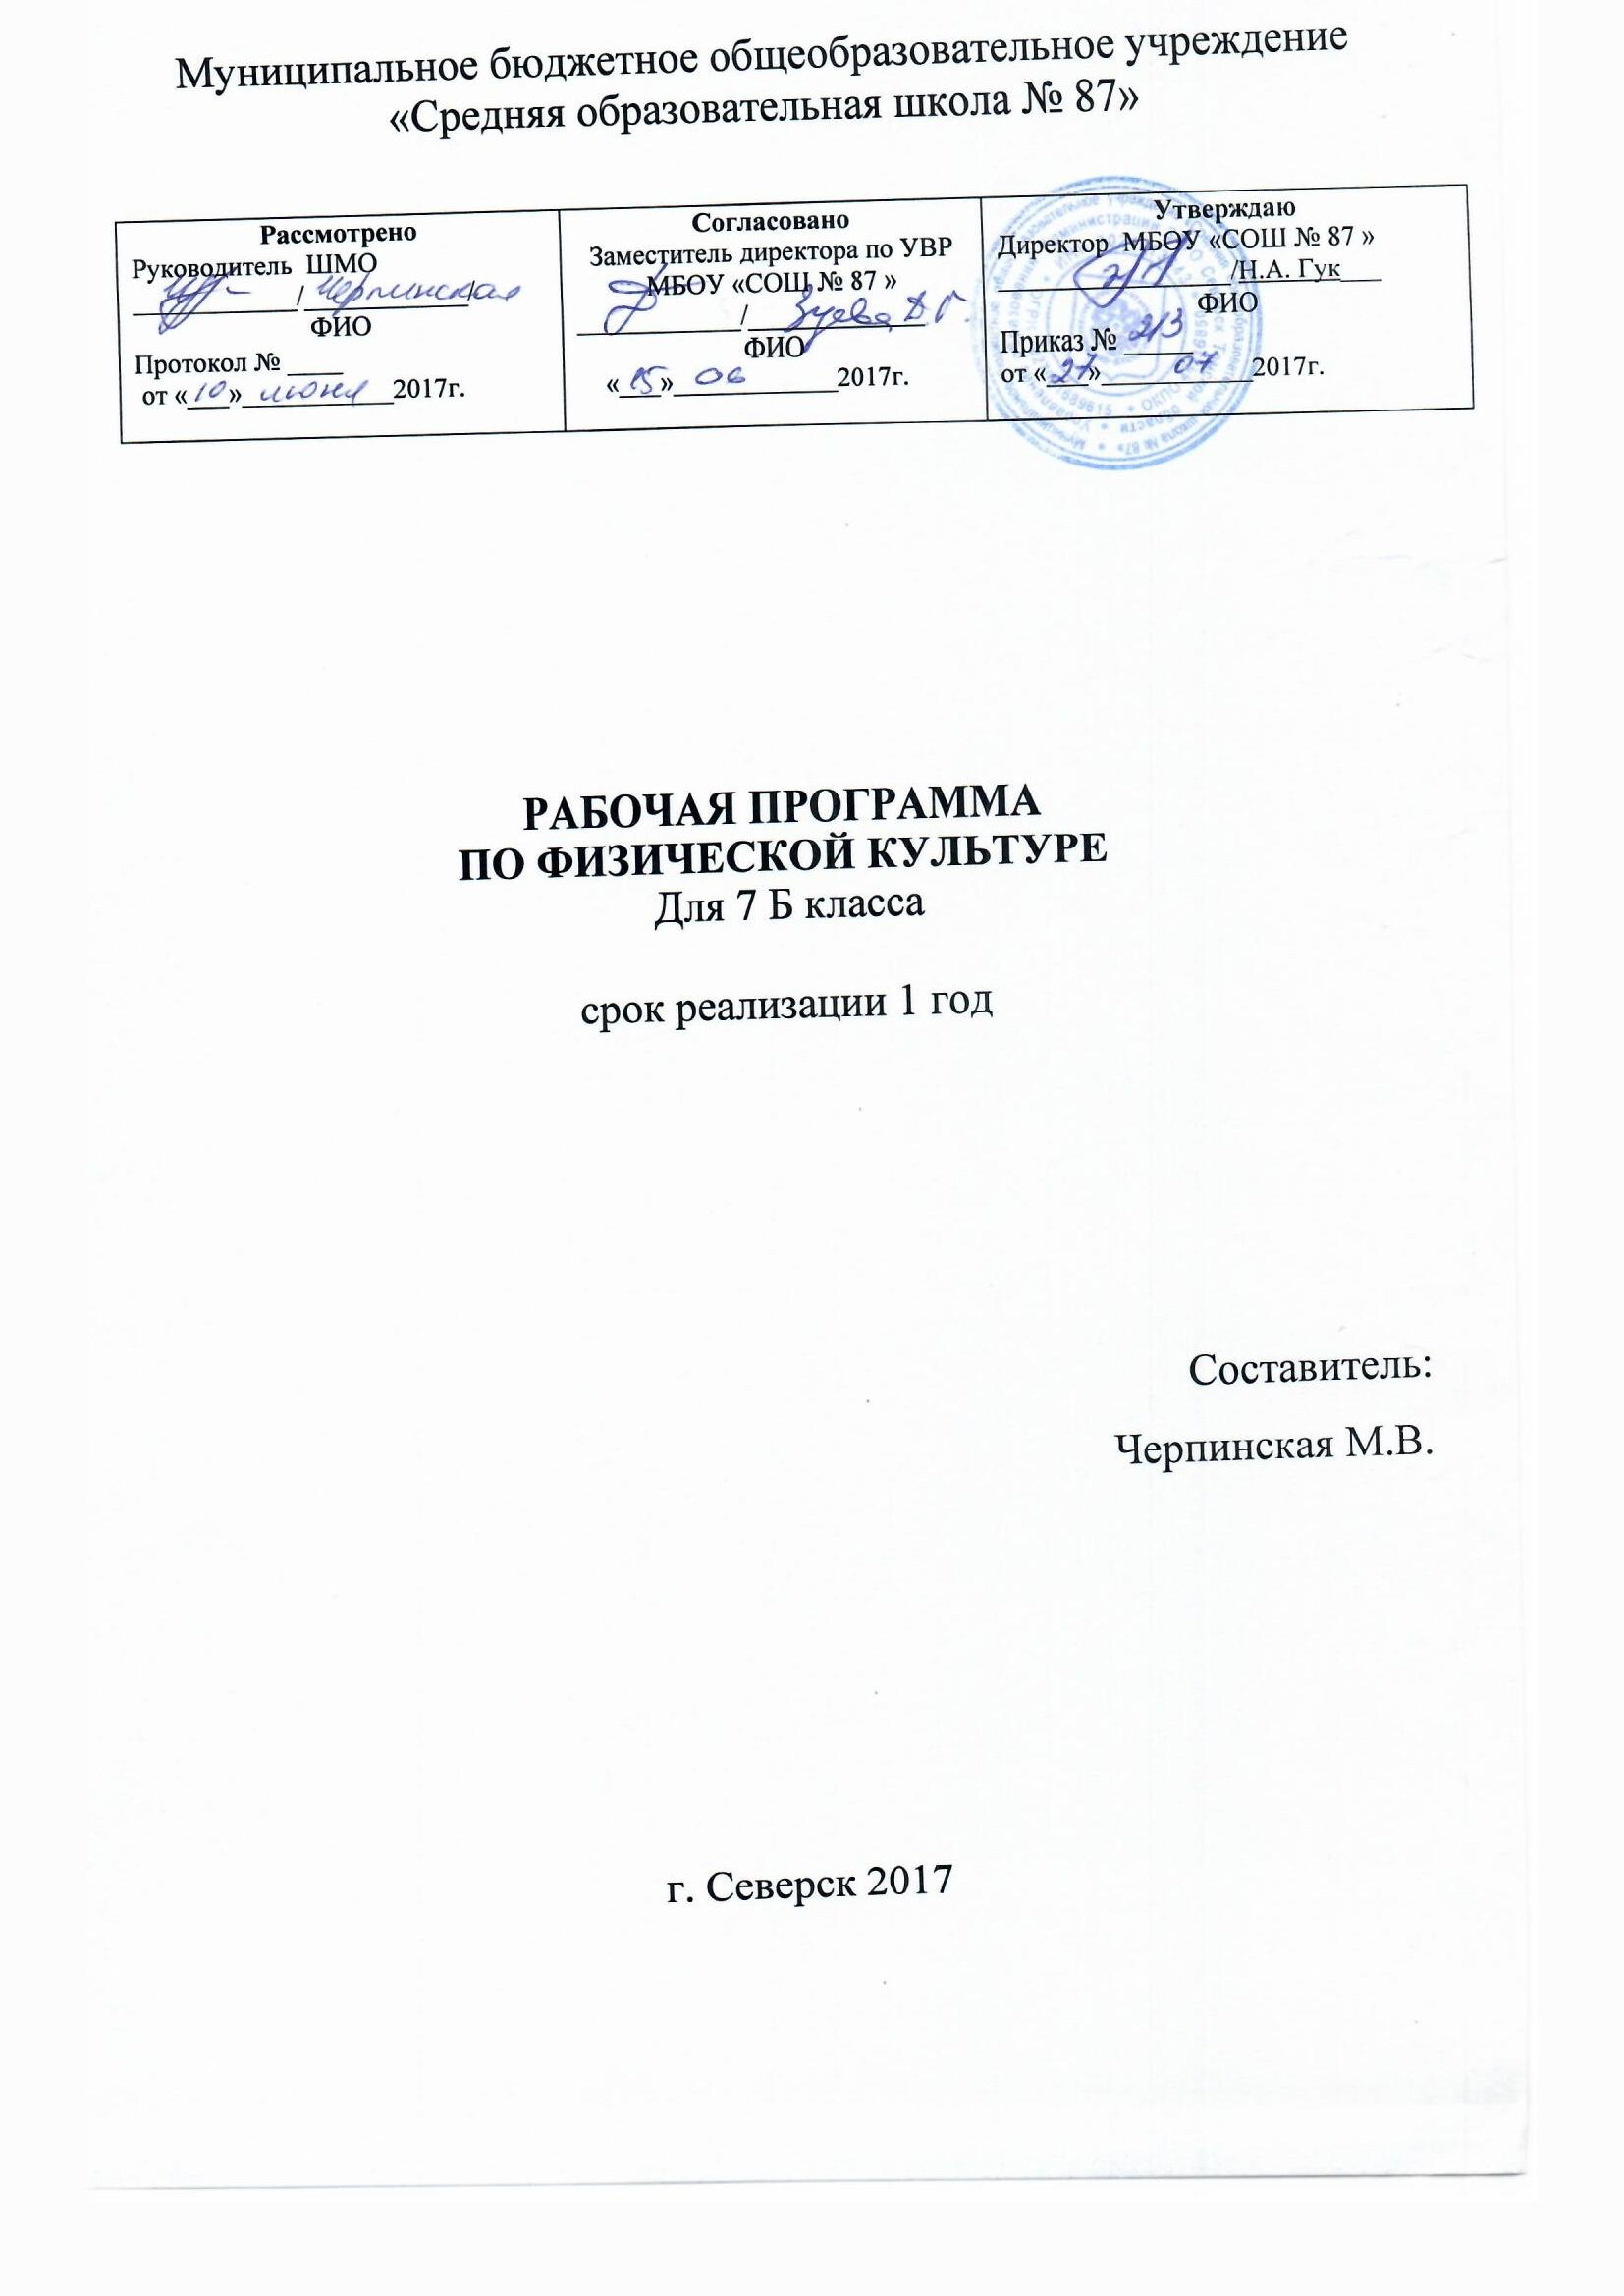 Муниципальное бюджетное общеобразовательное учреждение
«Средняя образовательная школа № 87»
Рассмотрено
Руководитель ШМО
/ Черпинская/
ФИО
Протокол № ____
от «10» июня 2017г.
Согласовано
Заместитель директора по УВР
МБОУ «СОШ № 87 »
/ Зуева Д.Г.
ФИО
«15» 06 2017г.
Утверждаю
Директор МБОУ «СОШ № 87 »
/Н.А. Гук
ФИО
Приказ № 213
от «27» 07 2017г.
РАБОЧАЯ ПРОГРАММА
ПО ФИЗИЧЕСКОЙ КУЛЬТУРЕ
Для 7 Б класса
срок реализации 1 год
Составитель:
Черпинская М.В.
г. Северск 2017